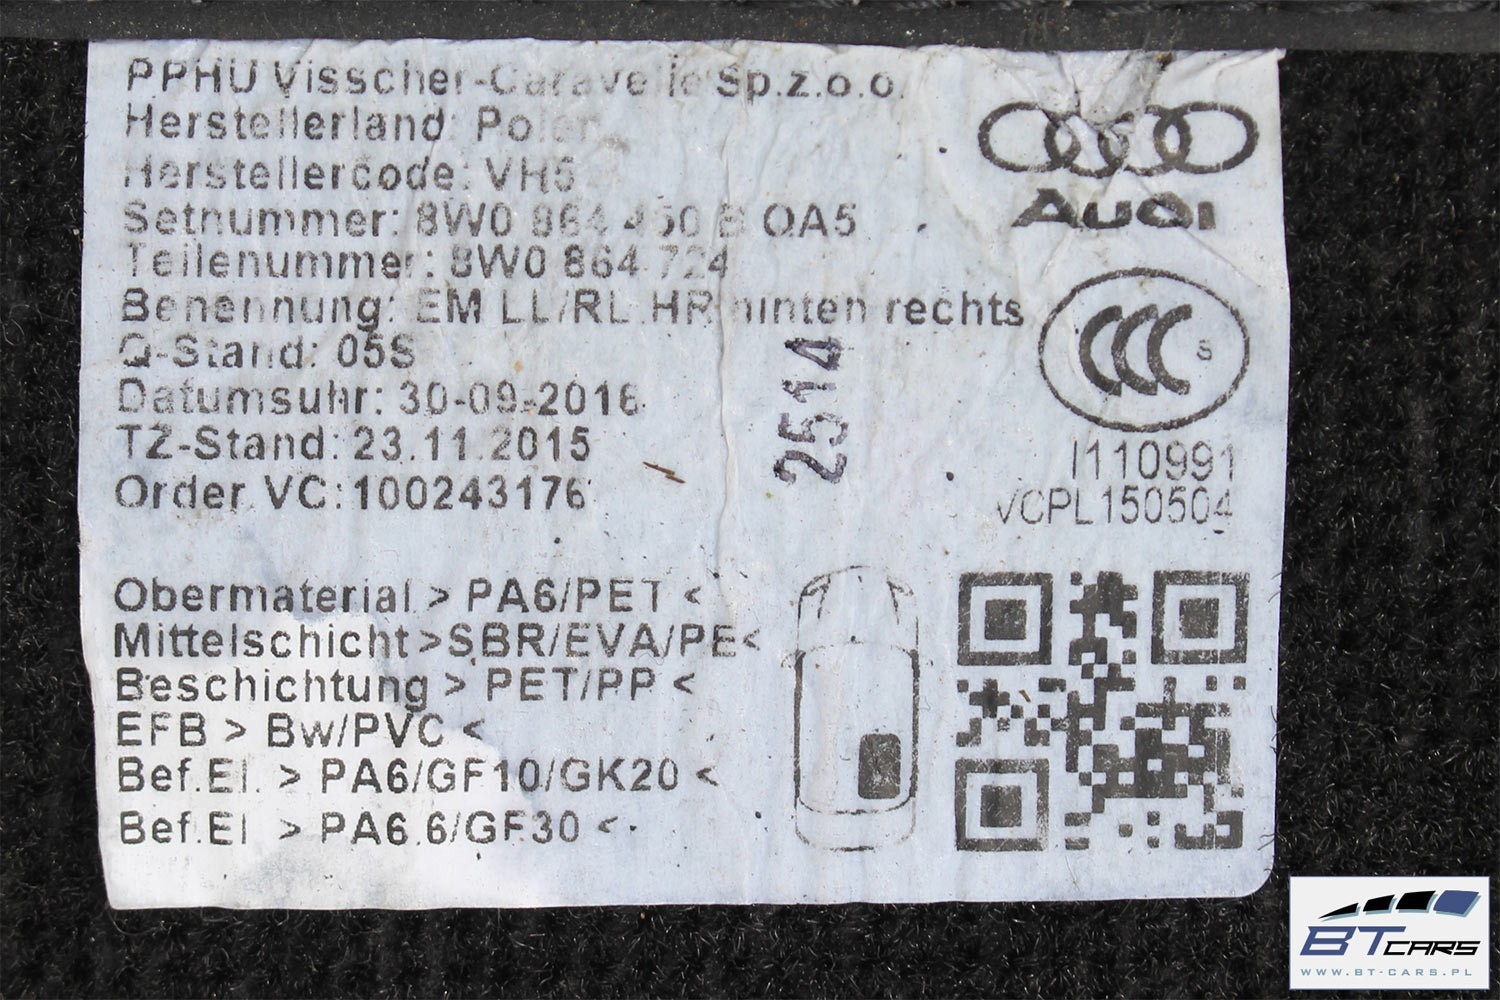 PPHU Visscher-Caravelle Sp.z.o.o.
Herstellerland: Polen
Herstellercode: VH5
Setnummer: 8W0 864 450 B QA5
Teilenummer: 8W0 864 724
Benennung: EM LL/RL HR hinten rechts
Q-Stand: 05S
Datumsuhr: 30-09-2016
TZ-Stand: 23.11.2015
Order VC: 100243176
2514
AUDI
CCC S
I110991
VCPL150504
Obermaterial > PA6/PET <
Mittelschicht >SBR/EVA/PE<
Beschichtung > PET/PP <
EFB > Bw/PVC <
Bef.El. > PA6/GF10/GK20 <
Bef.El > PA6.6/GF30 <
BT CARS
WWW.BT-CARS.PL